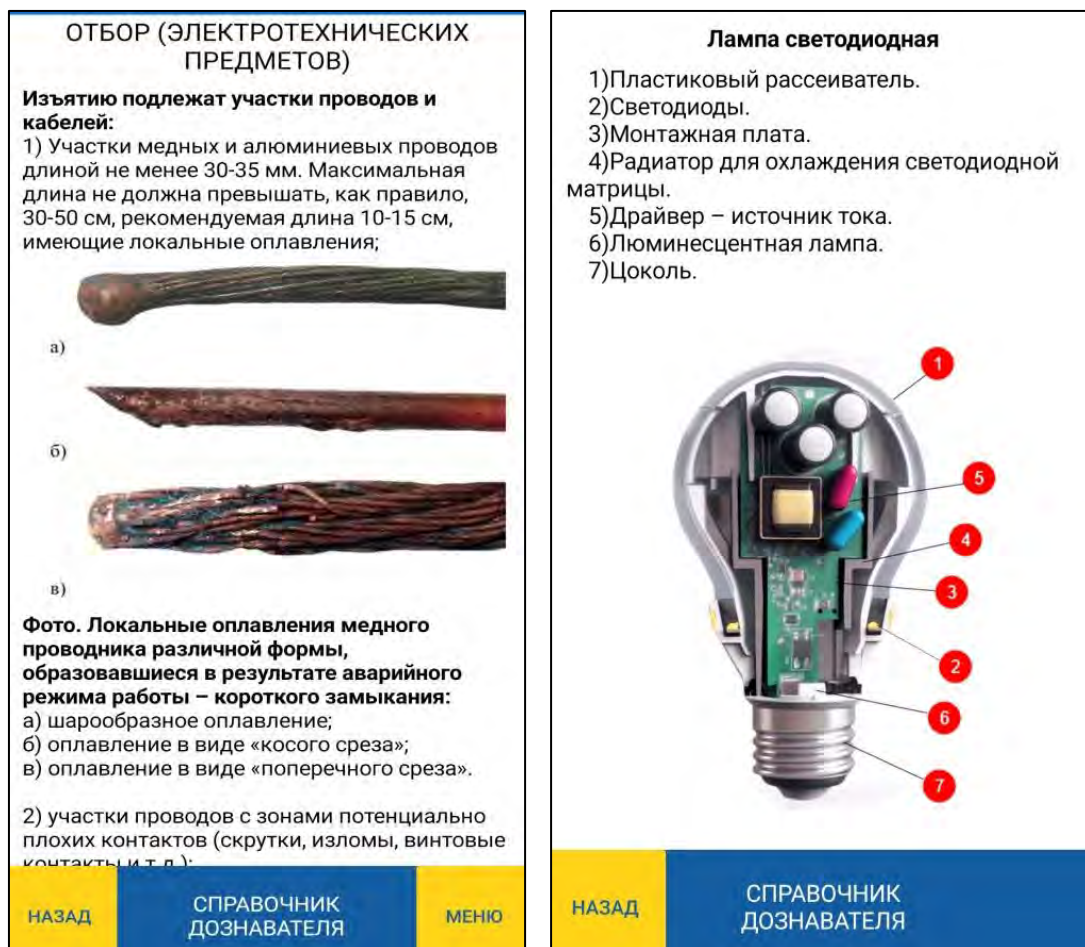 ОТБОР (ЭЛЕКТРОТЕХНИЧЕСКИХ
ПРЕДМЕТОВ)
Изъятию подлежат участки проводов и
кабелей:
1) Участки медных и алюминиевых проводов
длиной не менее 30-35 мм. Максимальная
длина не должна превышать, как правило,
30-50 см, рекомендуемая длина 10-15 см,
имеющие локальные оплавления;
а)
б)
в)
Фото. Локальные оплавления медного
проводника различной формы,
образовавшиеся в результате аварийного
режима работы – короткого замыкания:
а) шарообразное оплавление;
б) оплавление в виде «косого среза»;
в) оплавление в виде «поперечного среза».
2) участки проводов с зонами потенциально
плохих контактов (скрутки, изломы, винтовые
контакты и т.д.);
НАЗАД
СПРАВОЧНИК
ДОЗНАВАТЕЛЯ
МЕНЮ
Лампа светодиодная
1)Пластиковый рассеиватель.
2)Светодиоды.
3)Монтажная плата.
4)Радиатор для охлаждения светодиодной
матрицы.
5)Драйвер – источник тока.
6)Люминесцентная лампа.
7)Цоколь.
1
5
4
3
2
6
7
НАЗАД
СПРАВОЧНИК
ДОЗНАВАТЕЛЯ